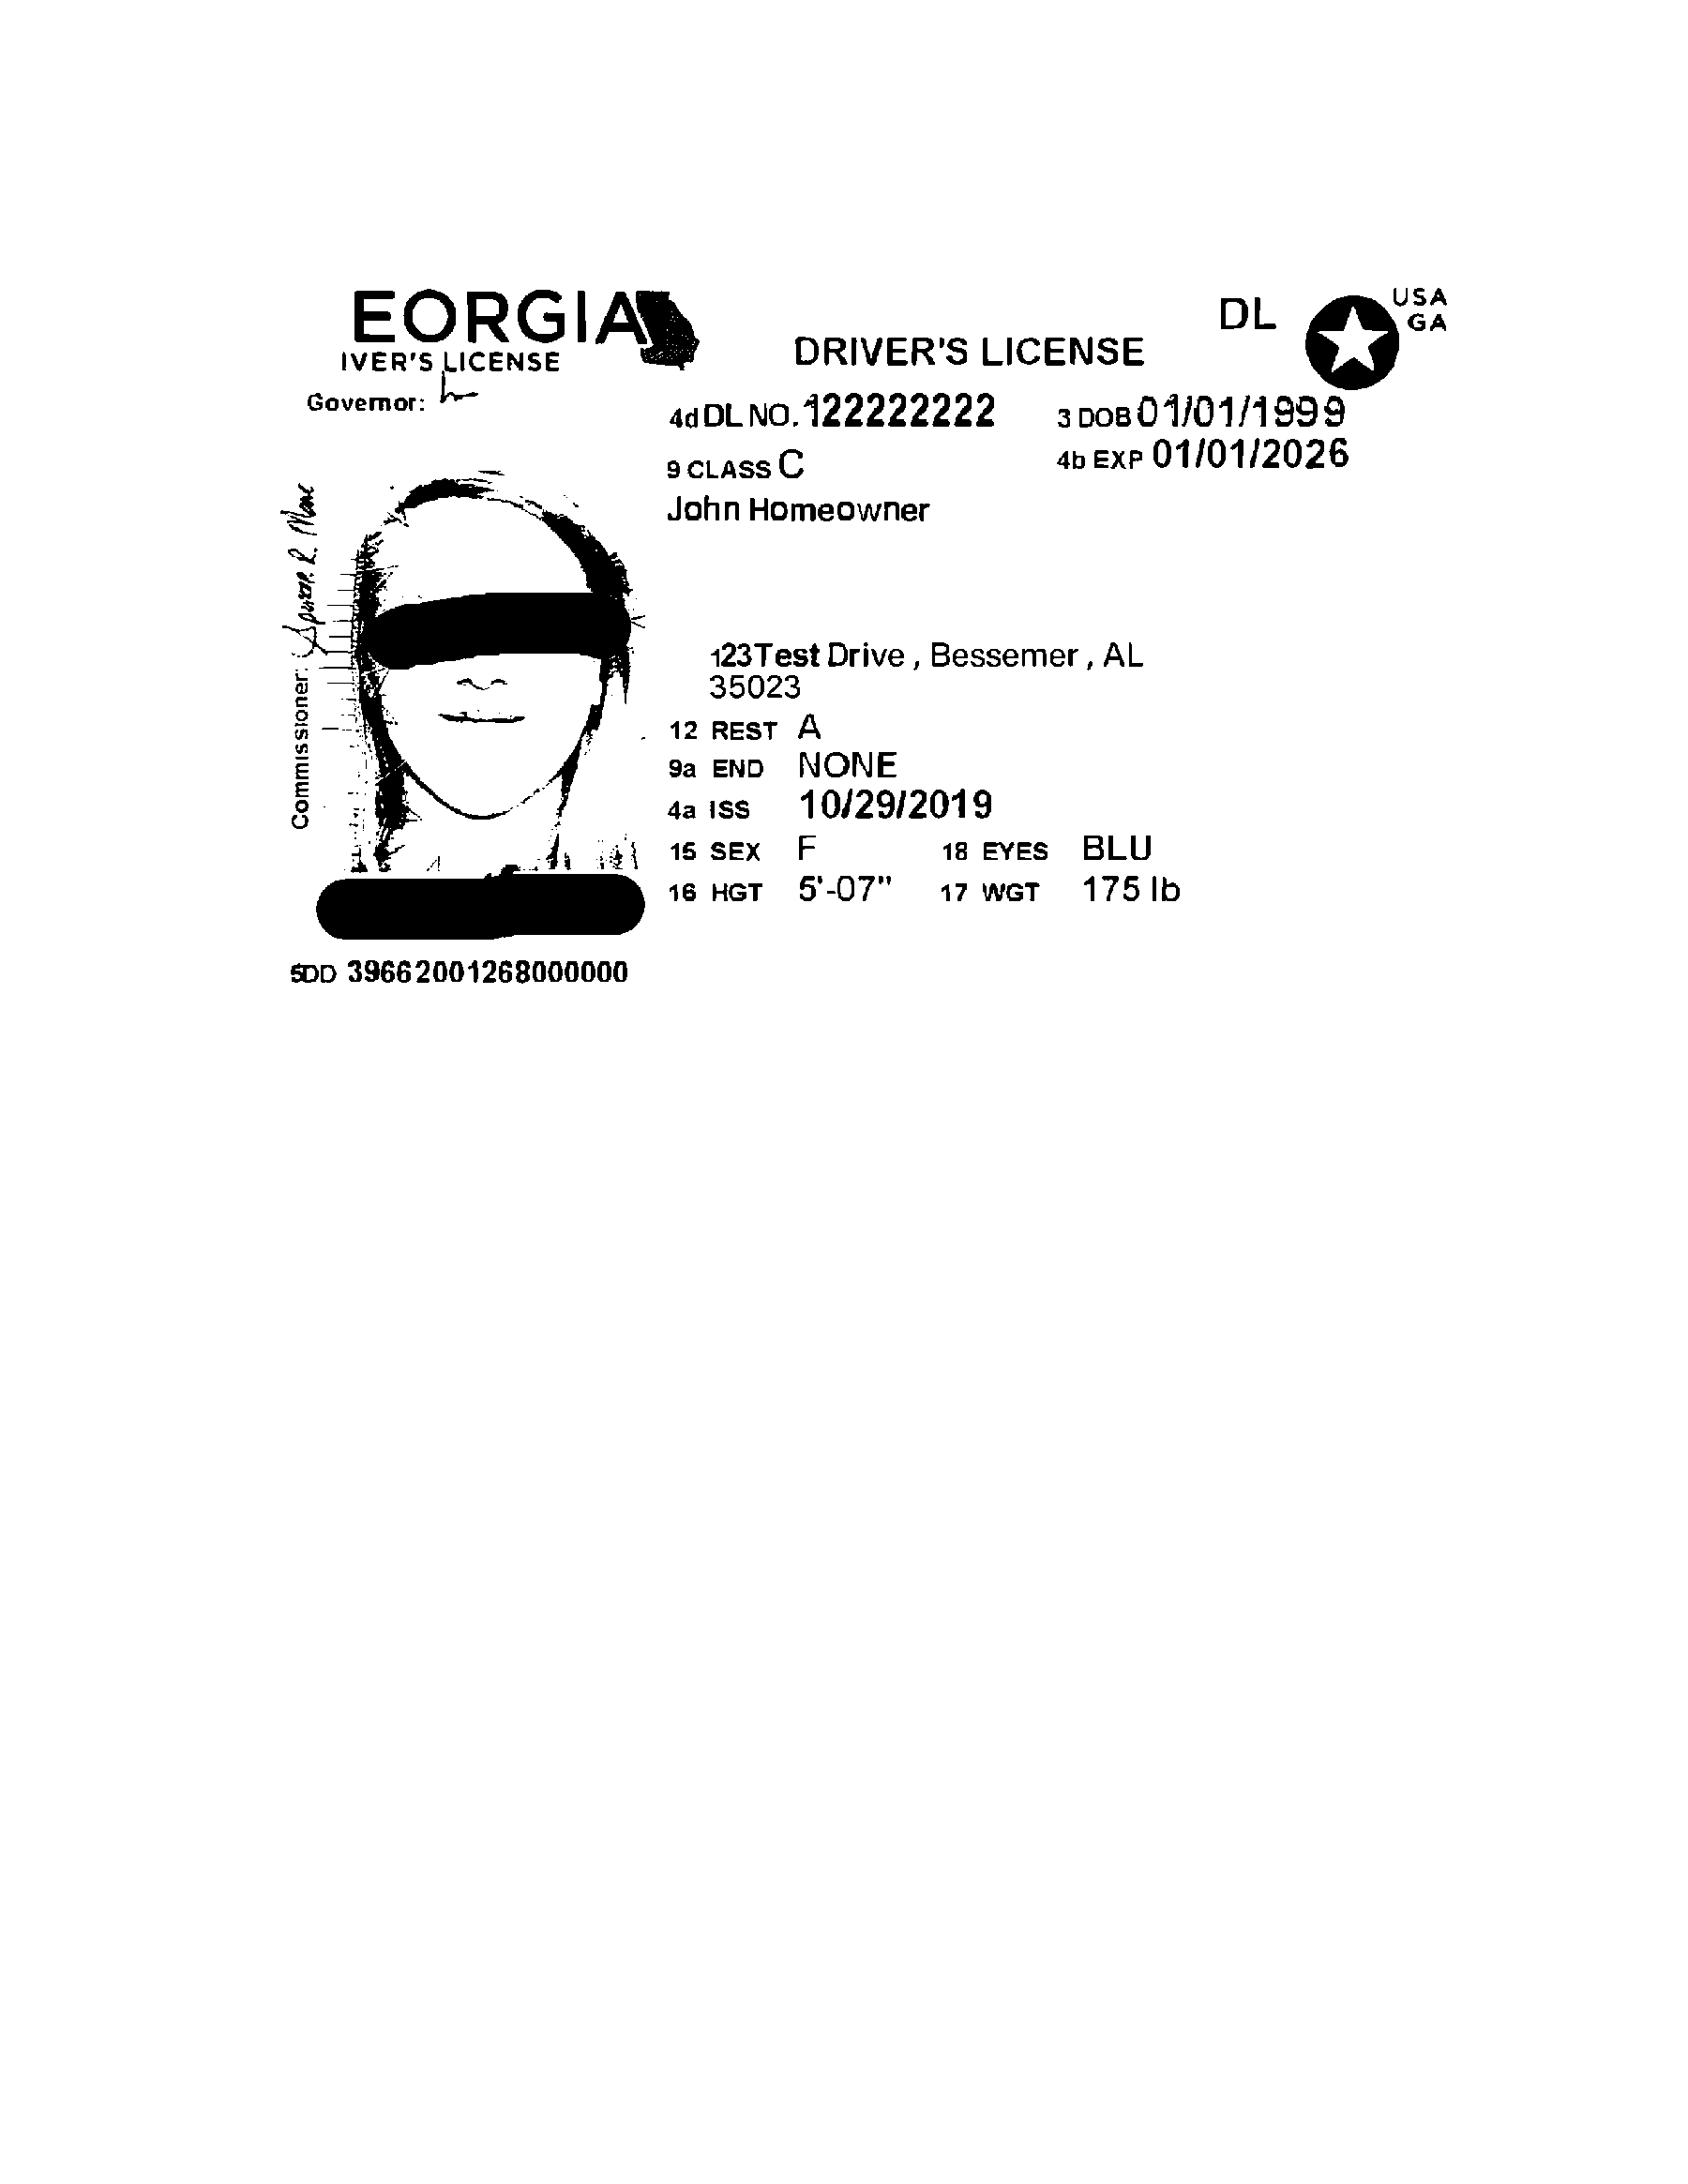 EORGIA
IVER'S LICENSE
Governor:
Commissioner:
DRIVER'S LICENSE
DL
USA
GA
4d DL NO. 122222222
3 DOB 01/01/1999
9 CLASS C
4b EXP 01/01/2026
John Homeowner
123 Test Drive , Bessemer , AL
35023
12 REST A
9a END NONE
4a ISS 10/29/2019
15 SEX F 18 EYES BLU
16 HGT 5'-07" 17 WGT 175 lb
5DD 39662001268000000